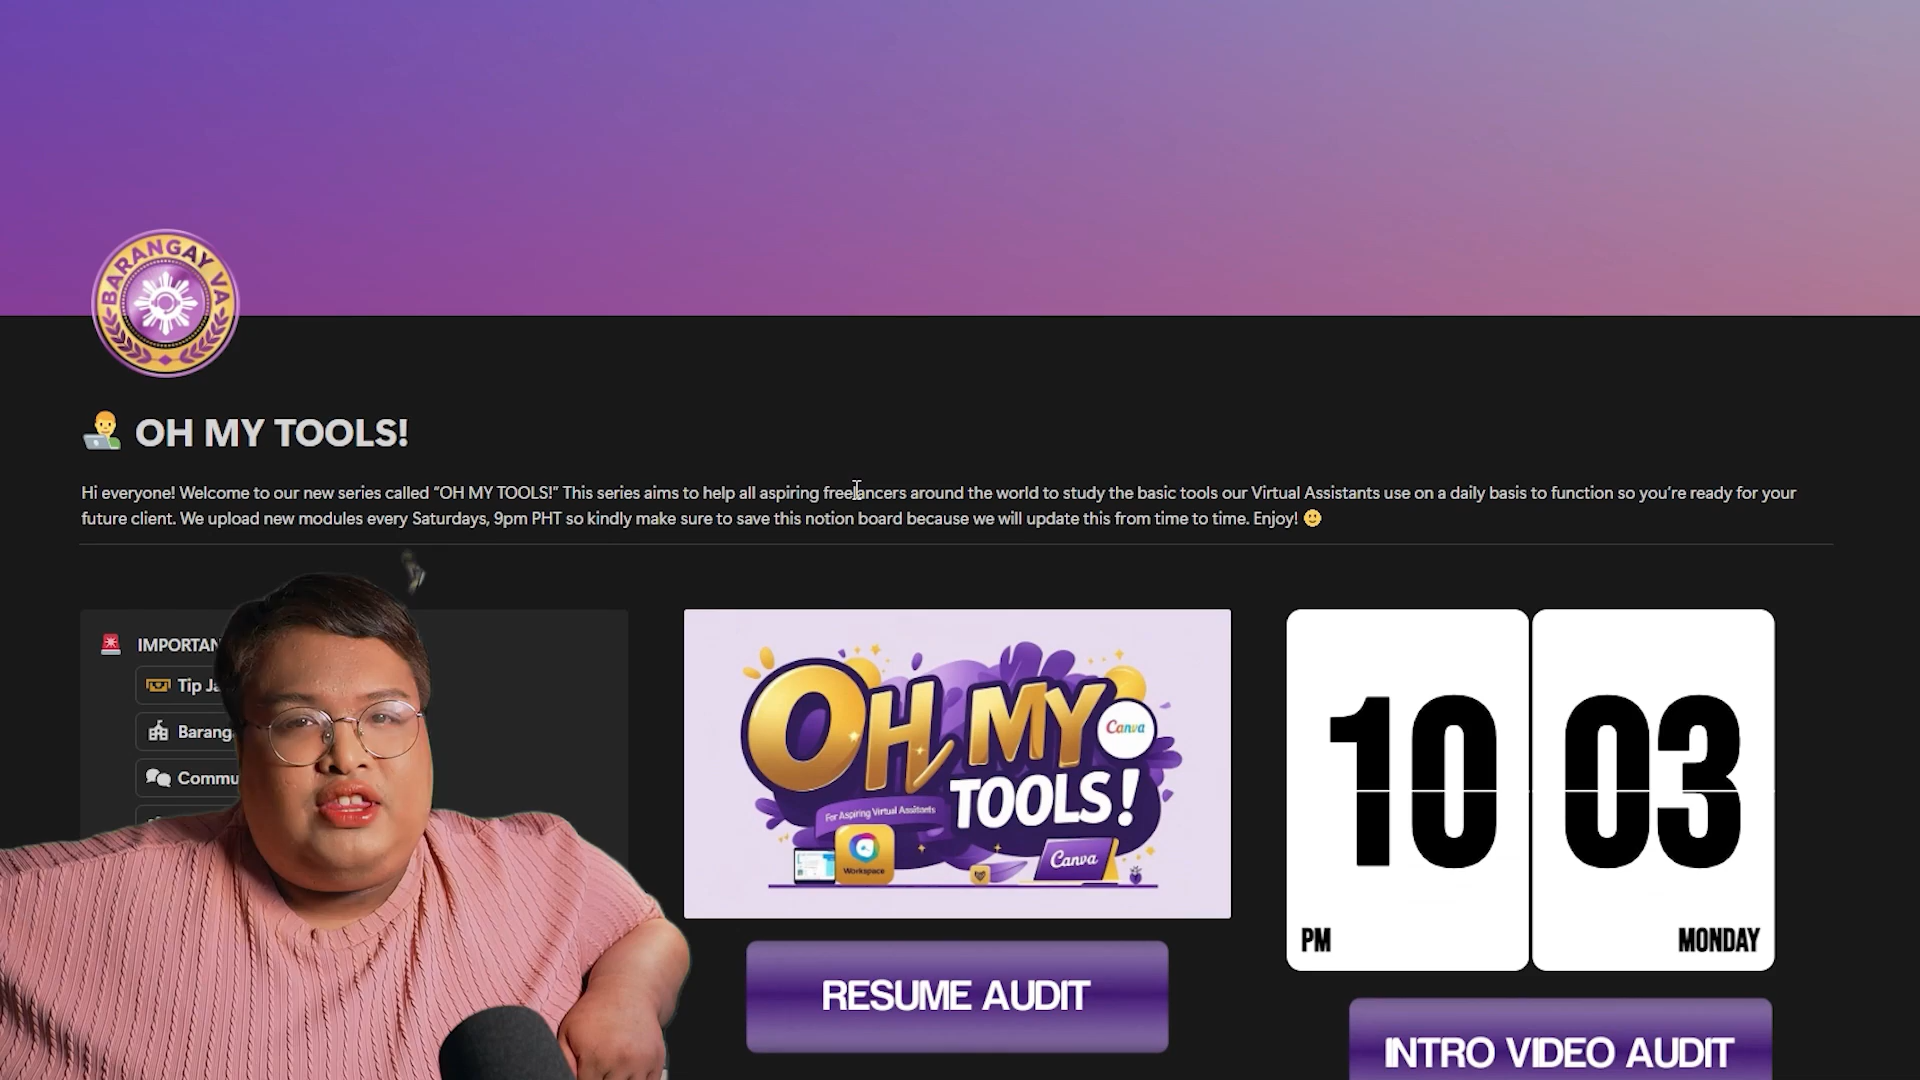 BARANGAY VA
OH MY TOOLS!
Hi everyone! Welcome to our new series called “OH MY TOOLS!” This series aims to help all aspiring freelancers around the world to study the basic tools our Virtual Assistants use on a daily basis to function so you’re ready for your
future client. We upload new modules every Saturdays, 9pm PHT so kindly make sure to save this notion board because we will update this from time to time. Enjoy! 🙂
IMPORTAN
Tip Ja
Barang
Commu
OH MY
Canva
TOOLS!
For Aspiring Virtual Assistants
Workspace
Canva
10 03
PM MONDAY
RESUME AUDIT
INTRO VIDEO AUDIT